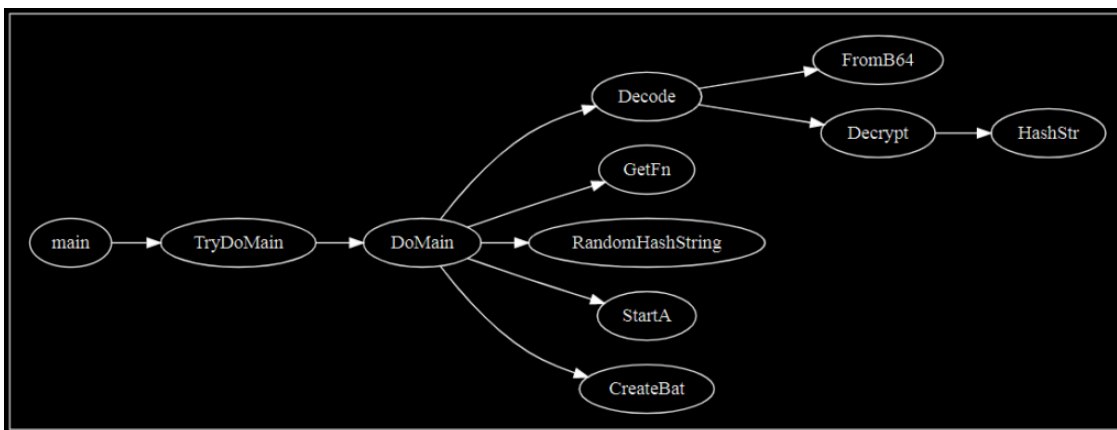 FromB64
Decode
Decrypt
HashStr
GetFn
main
TryDoMain
DoMain
RandomHashString
StartA
CreateBat